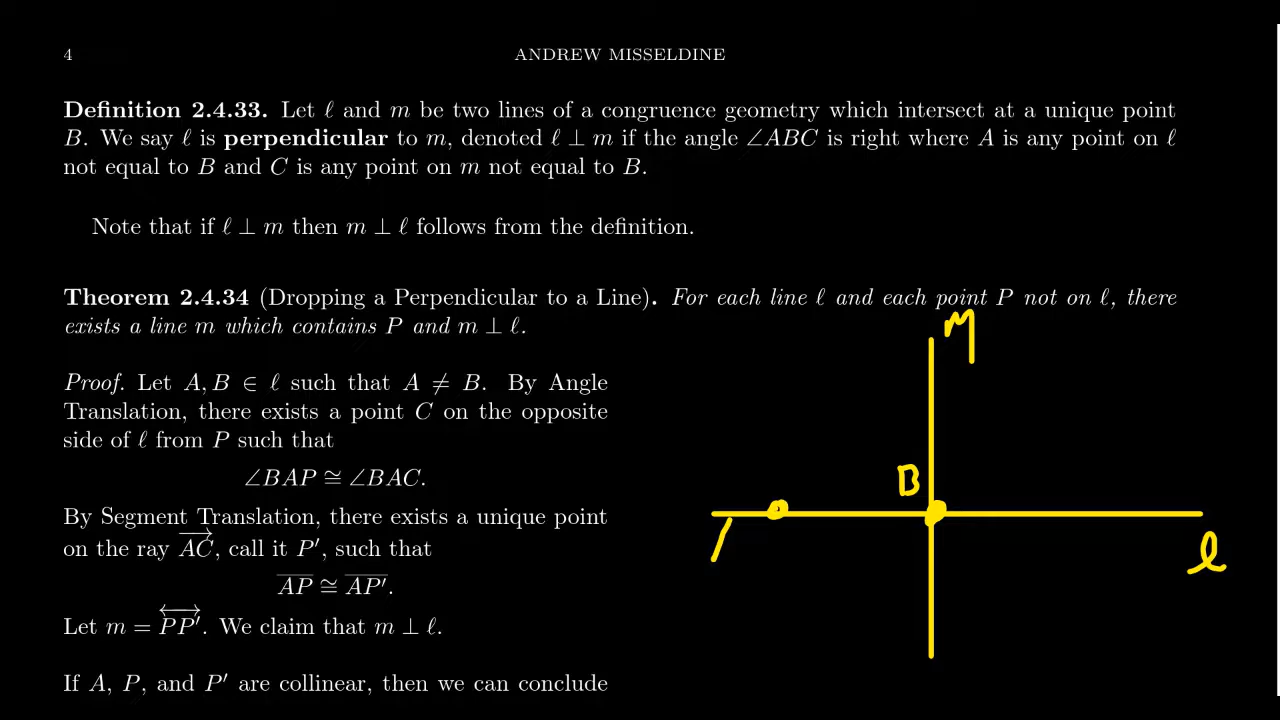 4 ANDREW MISSELDINE
Definition 2.4.33. Let ℓ and m be two lines of a congruence geometry which intersect at a unique point
B. We say ℓ is perpendicular to m, denoted ℓ ⊥ m if the angle ∠ABC is right where A is any point on ℓ
not equal to B and C is any point on m not equal to B.
Note that if ℓ ⊥ m then m ⊥ ℓ follows from the definition.
Theorem 2.4.34 (Dropping a Perpendicular to a Line). For each line ℓ and each point P not on ℓ, there
exists a line m which contains P and m ⊥ ℓ.
Proof. Let A, B ∈ ℓ such that A ≠ B. By Angle
Translation, there exists a point C on the opposite
side of ℓ from P such that
∠BAP ≅ ∠BAC.
By Segment Translation, there exists a unique point
on the ray \overrightarrow{AC}, call it P′, such that
\overline{AP} ≅ \overline{AP′}.
Let m = \overleftrightarrow{PP′}. We claim that m ⊥ ℓ.
If A, P, and P′ are collinear, then we can conclude
M
B
ℓ